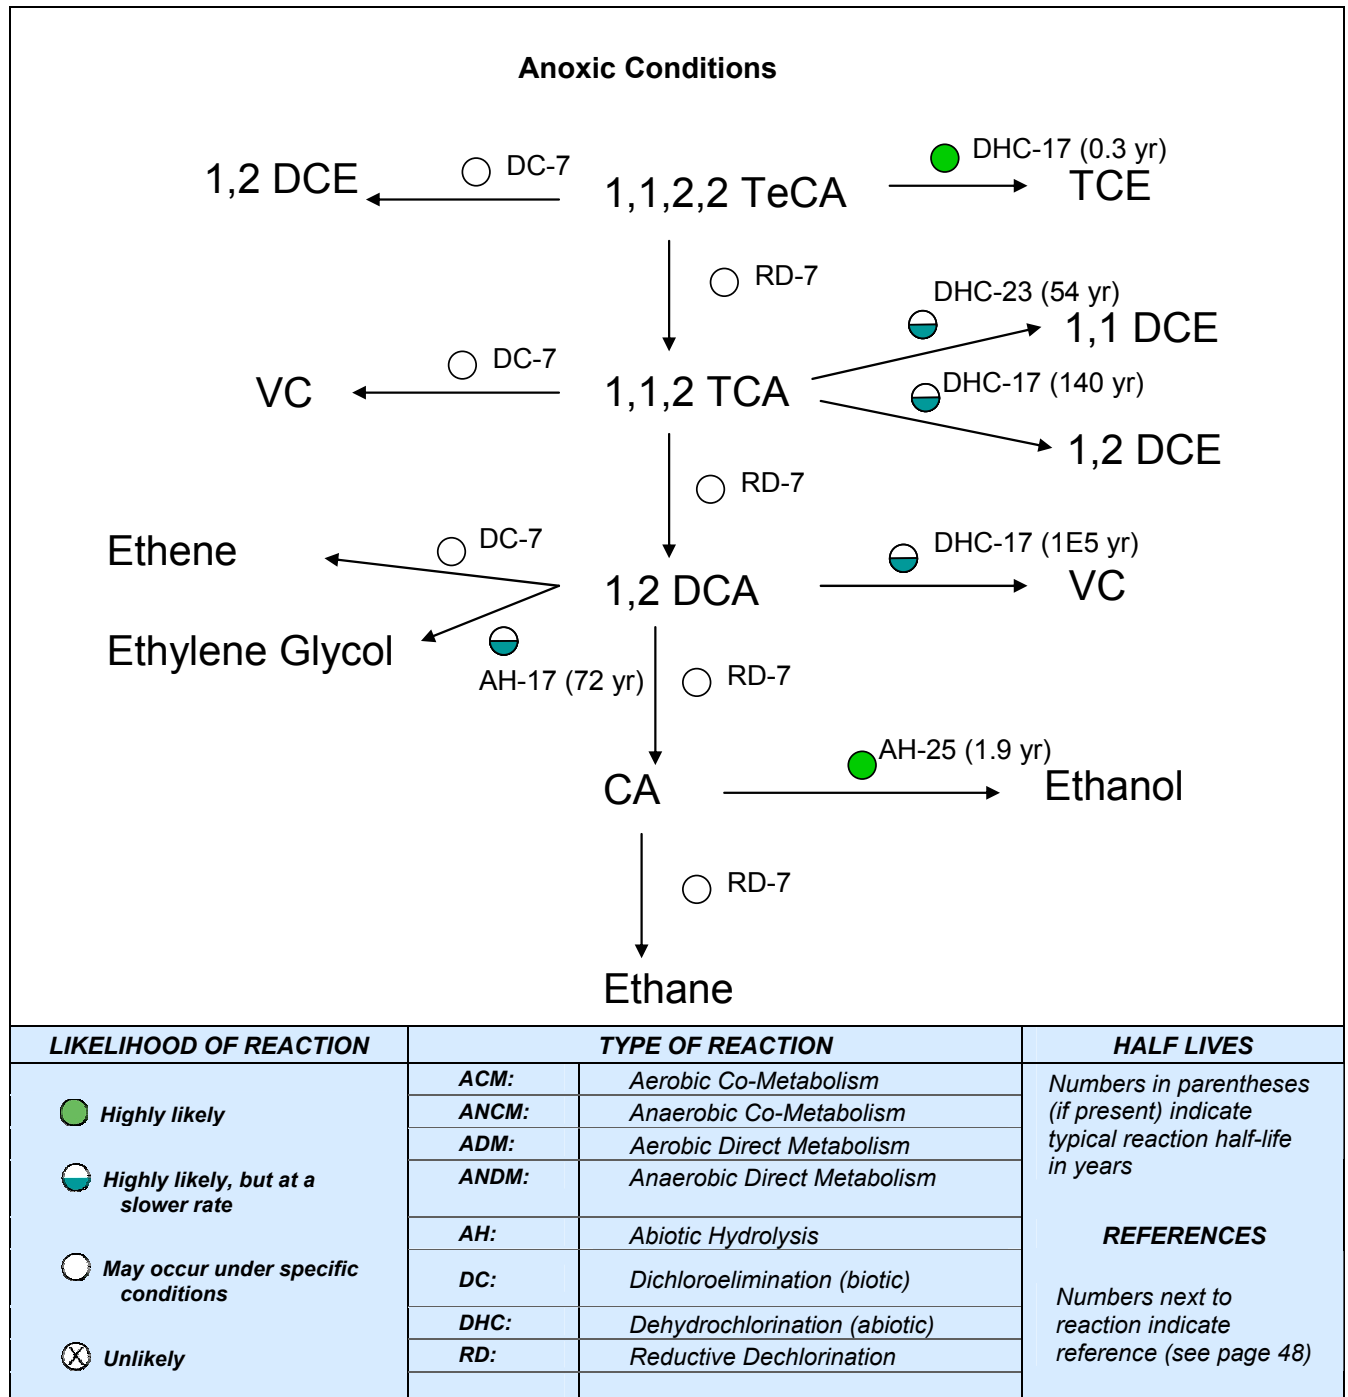 Anoxic Conditions
DHC-17 (0.3 yr)
DC-7
1,2 DCE
1,1,2,2 TeCA
TCE
RD-7
DHC-23 (54 yr)
1,1 DCE
DC-7
DHC-17 (140 yr)
VC
1,1,2 TCA
1,2 DCE
RD-7
DC-7
DHC-17 (1E5 yr)
Ethene
1,2 DCA
VC
Ethylene Glycol
AH-17 (72 yr)
RD-7
AH-25 (1.9 yr)
CA
Ethanol
RD-7
Ethane
LIKELIHOOD OF REACTION
Highly likely
Highly likely, but at a
slower rate
May occur under specific
conditions
Unlikely
TYPE OF REACTION
ACM: Aerobic Co-Metabolism
ANCM: Anaerobic Co-Metabolism
ADM: Aerobic Direct Metabolism
ANDM: Anaerobic Direct Metabolism
AH: Abiotic Hydrolysis
DC: Dichloroelimination (biotic)
DHC: Dehydrochlorination (abiotic)
RD: Reductive Dechlorination
HALF LIVES
Numbers in parentheses
(if present) indicate
typical reaction half-life
in years
REFERENCES
Numbers next to
reaction indicate
reference (see page 48)